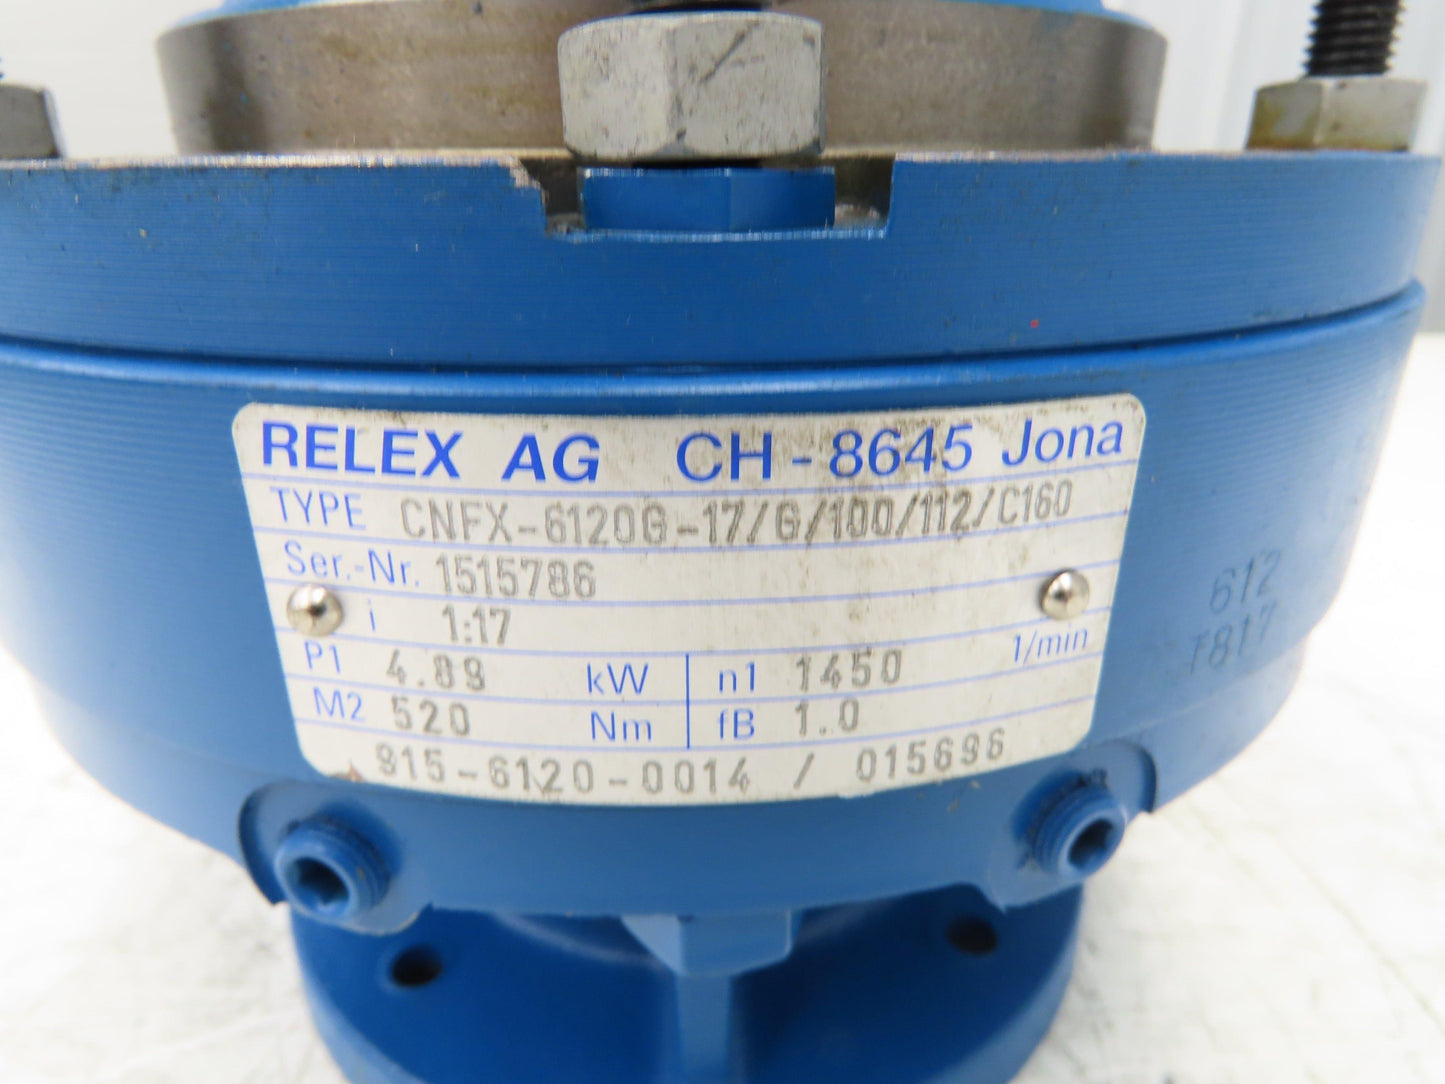 RELEX AG CH-8645 Jona
TYPE CNFX-6120G-17/G/100/112/C160
Ser.-Nr. 1515786
i 1:17
P1 4.89 kW n1 1450 1/min
M2 520 Nm fB 1.0
915-6120-0014 / 015696
612
T817